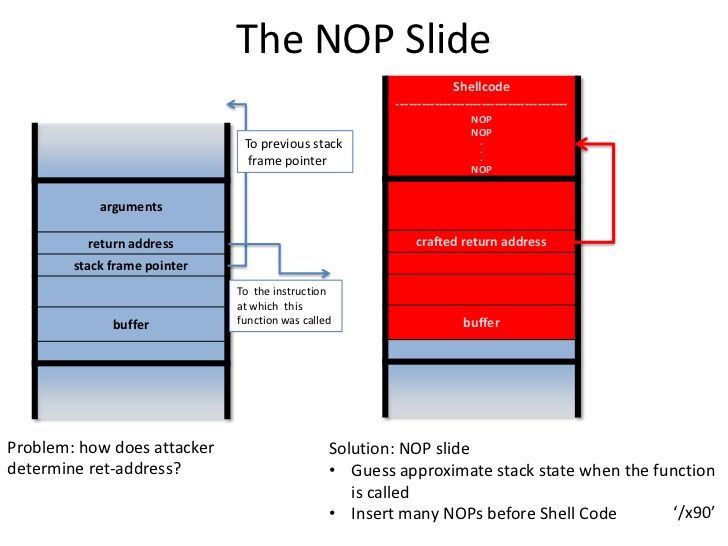 The NOP Slide
To previous stack
frame pointer
arguments
return address
stack frame pointer
To the instruction
at which this
function was called
buffer
Shellcode
----------------------------------------
NOP
NOP
.
.
.
NOP
crafted return address
buffer
Problem: how does attacker
determine ret-address?
Solution: NOP slide
• Guess approximate stack state when the function
is called
• Insert many NOPs before Shell Code ‘/x90’